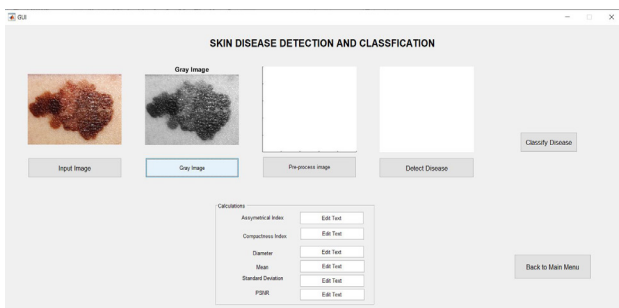 GUI
SKIN DISEASE DETECTION AND CLASSFICATION
Gray Image
Input Image
Gray Image
Pre-process image
Detect Disease
Classify Disease
Calculations
Assymetrical Index
Edit Text
Compactness Index
Edit Text
Diameter
Edit Text
Mean
Edit Text
Standard Deviation
Edit Text
PSNR
Edit Text
Back to Main Menu